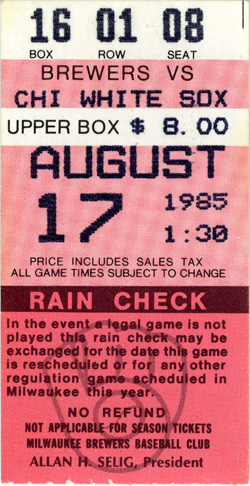 16 01 08
BOX ROW SEAT
BREWERS VS
CHI WHITE SOX
UPPER BOX $ 8.00
AUGUST
17 1985
1:30
PRICE INCLUDES SALES TAX
ALL GAME TIMES SUBJECT TO CHANGE
RAIN CHECK
In the event a legal game is not
played this rain check may be
exchanged for the date this game
is rescheduled or for any other
regulation game scheduled in
Milwaukee this year.
NO REFUND
NOT APPLICABLE FOR SEASON TICKETS
MILWAUKEE BREWERS BASEBALL CLUB
ALLAN H. SELIG, President